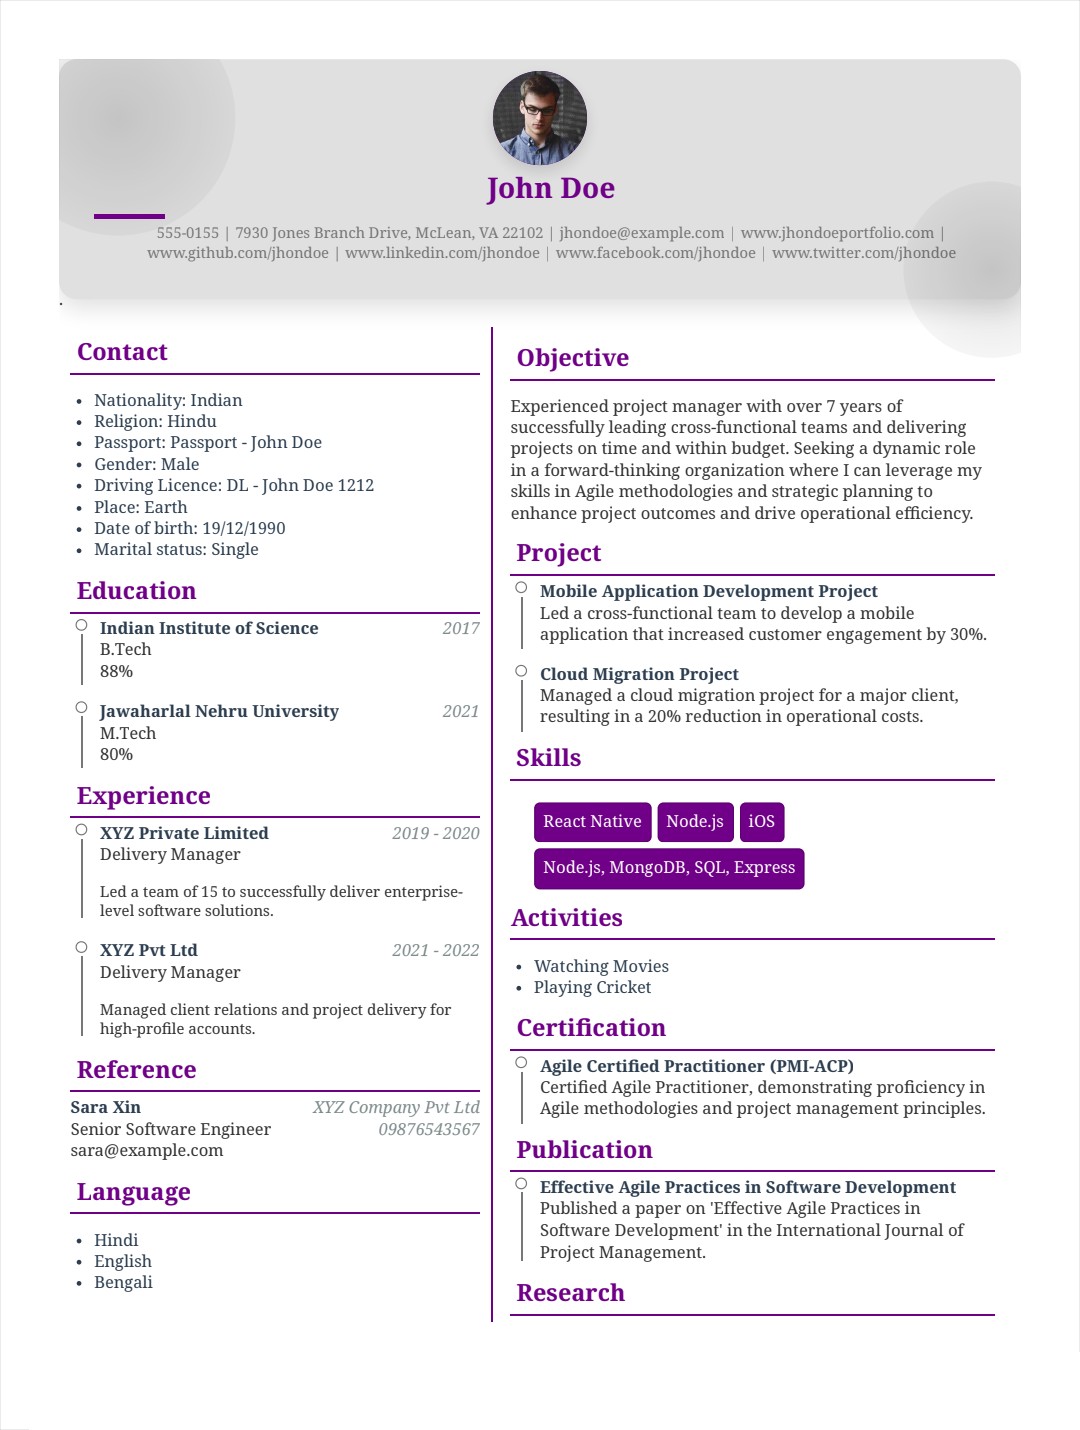 John Doe
555-0155 | 7930 Jones Branch Drive, McLean, VA 22102 | jhondoe@example.com | www.jhondoeportfolio.com |
www.github.com/jhondoe | www.linkedin.com/jhondoe | www.facebook.com/jhondoe | www.twitter.com/jhondoe
.
Contact
• Nationality: Indian
• Religion: Hindu
• Passport: Passport - John Doe
• Gender: Male
• Driving Licence: DL - John Doe 1212
• Place: Earth
• Date of birth: 19/12/1990
• Marital status: Single
Education
Indian Institute of Science 2017
B.Tech
88%
Jawaharlal Nehru University 2021
M.Tech
80%
Experience
XYZ Private Limited 2019 - 2020
Delivery Manager
Led a team of 15 to successfully deliver enterprise-
level software solutions.
XYZ Pvt Ltd 2021 - 2022
Delivery Manager
Managed client relations and project delivery for
high-profile accounts.
Reference
Sara Xin XYZ Company Pvt Ltd
Senior Software Engineer 09876543567
sara@example.com
Language
• Hindi
• English
• Bengali
Objective
Experienced project manager with over 7 years of
successfully leading cross-functional teams and delivering
projects on time and within budget. Seeking a dynamic role
in a forward-thinking organization where I can leverage my
skills in Agile methodologies and strategic planning to
enhance project outcomes and drive operational efficiency.
Project
Mobile Application Development Project
Led a cross-functional team to develop a mobile
application that increased customer engagement by 30%.
Cloud Migration Project
Managed a cloud migration project for a major client,
resulting in a 20% reduction in operational costs.
Skills
React Native Node.js iOS
Node.js, MongoDB, SQL, Express
Activities
• Watching Movies
• Playing Cricket
Certification
Agile Certified Practitioner (PMI-ACP)
Certified Agile Practitioner, demonstrating proficiency in
Agile methodologies and project management principles.
Publication
Effective Agile Practices in Software Development
Published a paper on 'Effective Agile Practices in
Software Development' in the International Journal of
Project Management.
Research